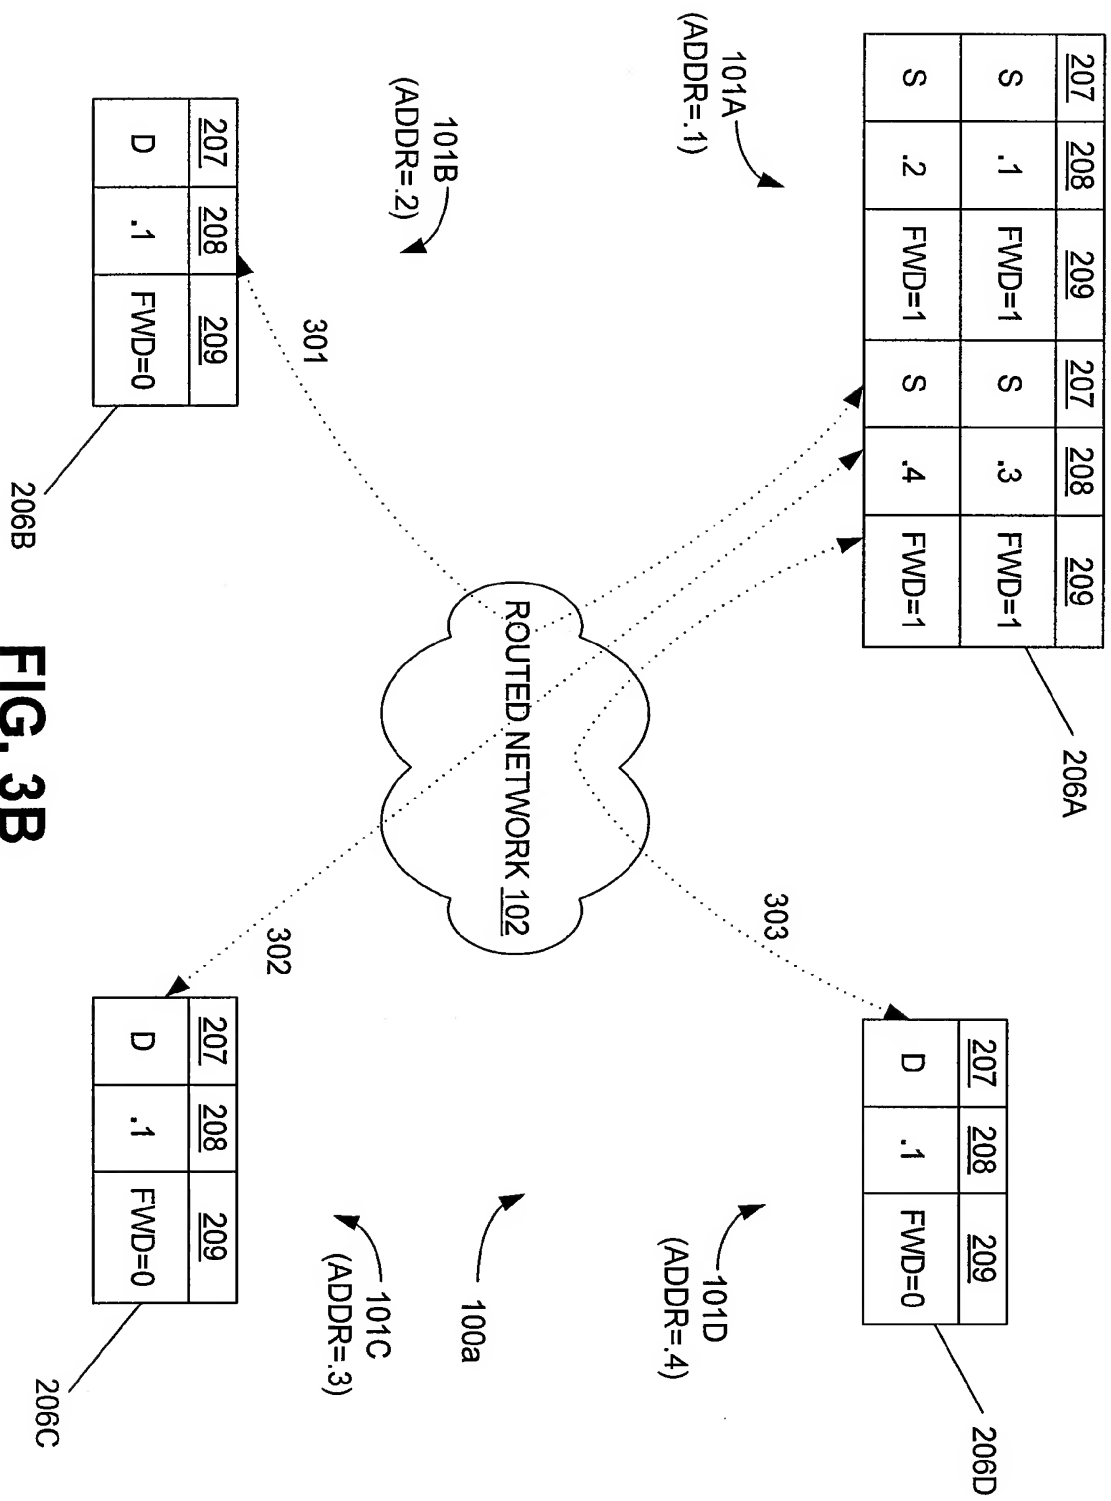 207 208 209 207 208 209
S .1 FWD=1 S .3 FWD=1
S .2 FWD=1 S .4 FWD=1
206A
207 208 209
D .1 FWD=0
206D
101A
(ADDR=.1)
303
101D
(ADDR=.4)
ROUTED NETWORK 102
100a
101B
(ADDR=.2)
101C
(ADDR=.3)
301
302
207 208 209
D .1 FWD=0
206B
207 208 209
D .1 FWD=0
206C
FIG. 3B